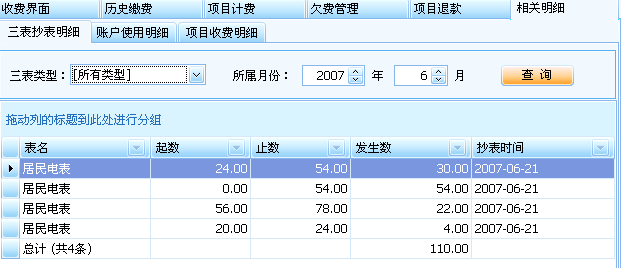 收费界面 历史缴费 项目计费 欠费管理 项目退款 相关明细
三表抄表明细 账户使用明细 项目收费明细
三表类型： [所有类型] 所属月份： 2007 年 6 月 查 询
拖动列的标题到此处进行分组
表名 起数 止数 发生数 抄表时间
居民电表 24.00 54.00 30.00 2007-06-21
居民电表 0.00 54.00 54.00 2007-06-21
居民电表 56.00 78.00 22.00 2007-06-21
居民电表 20.00 24.00 4.00 2007-06-21
总计 (共4条) 110.00